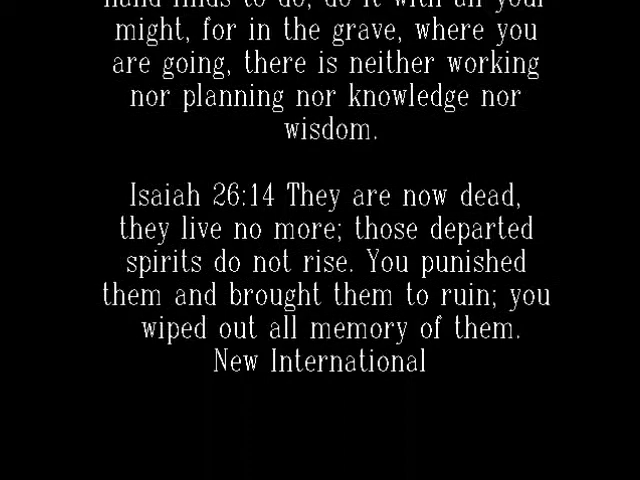 hand finds to do, do it with all your
might, for in the grave, where you
are going, there is neither working
nor planning nor knowledge nor
wisdom.
Isaiah 26:14 They are now dead,
they live no more; those departed
spirits do not rise. You punished
them and brought them to ruin; you
wiped out all memory of them.
New International